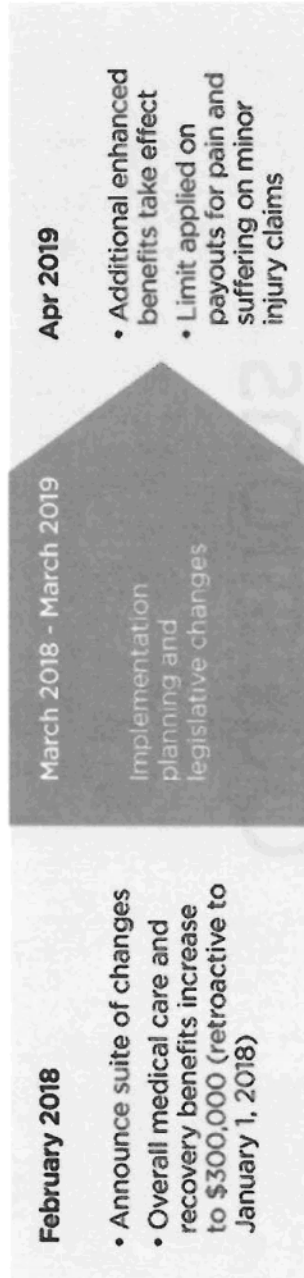 February 2018
• Announce suite of changes
• Overall medical care and
recovery benefits increase
to $300,000 (retroactive to
January 1, 2018)
March 2018 - March 2019
Implementation
planning and
legislative changes
Apr 2019
• Additional enhanced
benefits take effect
• Limit applied on
payouts for pain and
suffering on minor
injury claims